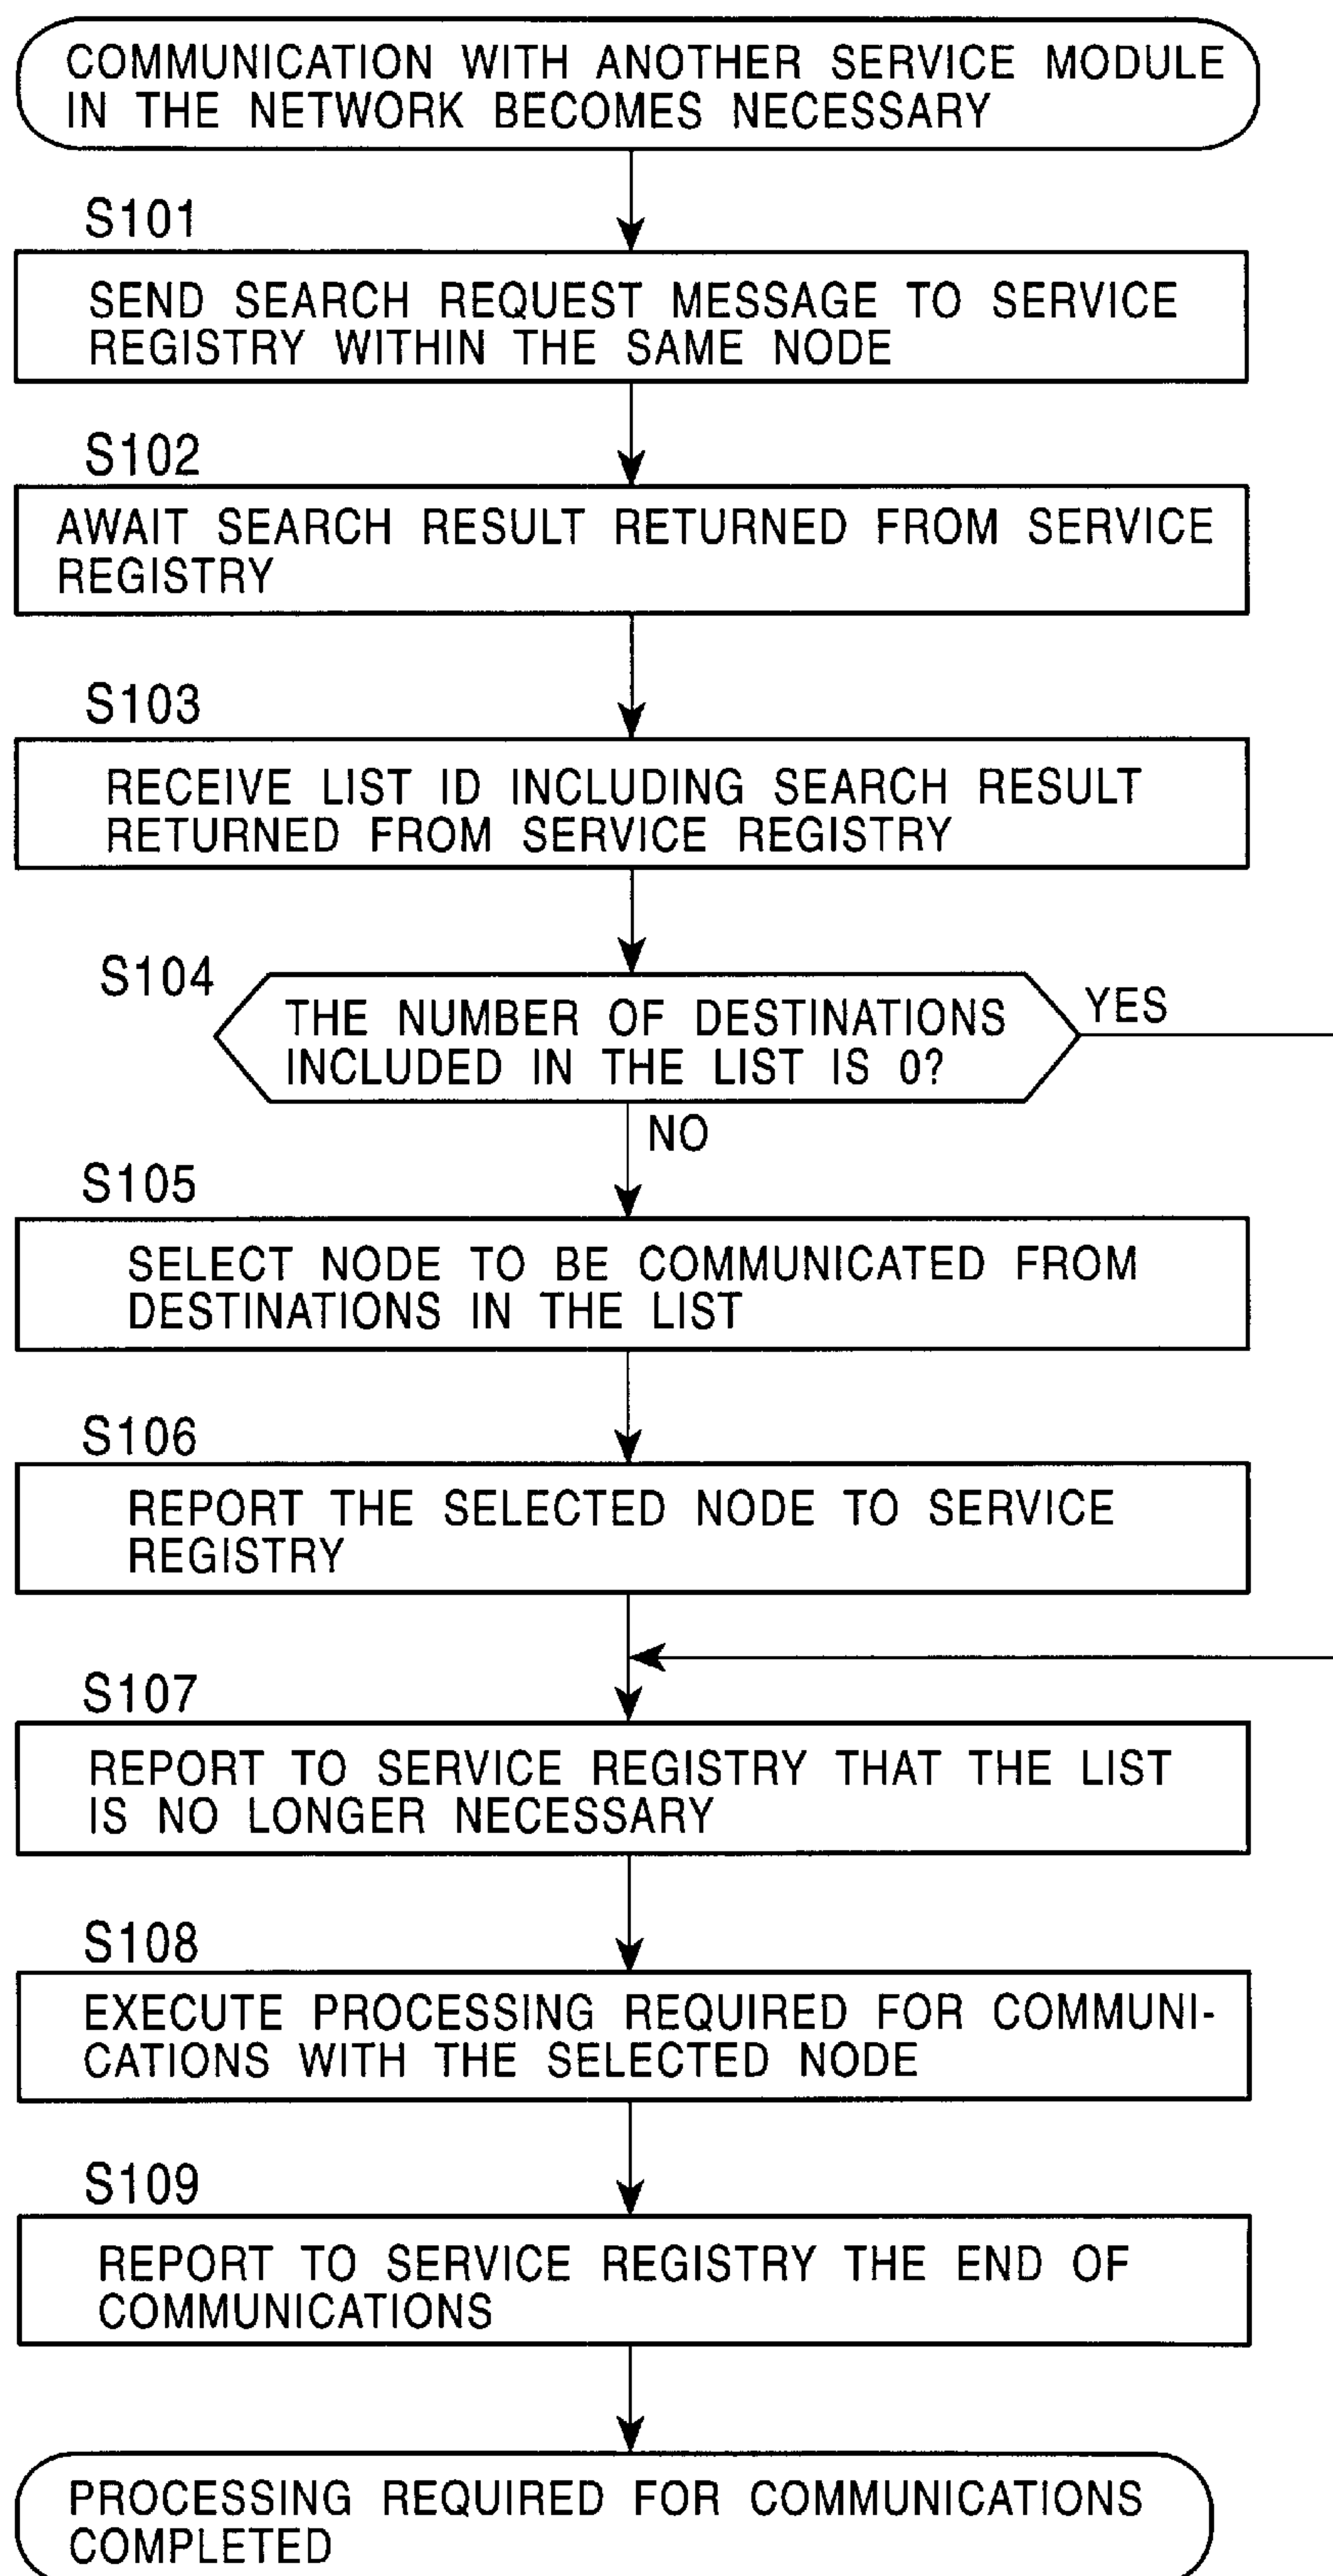 COMMUNICATION WITH ANOTHER SERVICE MODULE
IN THE NETWORK BECOMES NECESSARY
S101
SEND SEARCH REQUEST MESSAGE TO SERVICE
REGISTRY WITHIN THE SAME NODE
S102
AWAIT SEARCH RESULT RETURNED FROM SERVICE
REGISTRY
S103
RECEIVE LIST ID INCLUDING SEARCH RESULT
RETURNED FROM SERVICE REGISTRY
S104
THE NUMBER OF DESTINATIONS
INCLUDED IN THE LIST IS 0?
YES
NO
S105
SELECT NODE TO BE COMMUNICATED FROM
DESTINATIONS IN THE LIST
S106
REPORT THE SELECTED NODE TO SERVICE
REGISTRY
S107
REPORT TO SERVICE REGISTRY THAT THE LIST
IS NO LONGER NECESSARY
S108
EXECUTE PROCESSING REQUIRED FOR COMMUNI-
CATIONS WITH THE SELECTED NODE
S109
REPORT TO SERVICE REGISTRY THE END OF
COMMUNICATIONS
PROCESSING REQUIRED FOR COMMUNICATIONS
COMPLETED